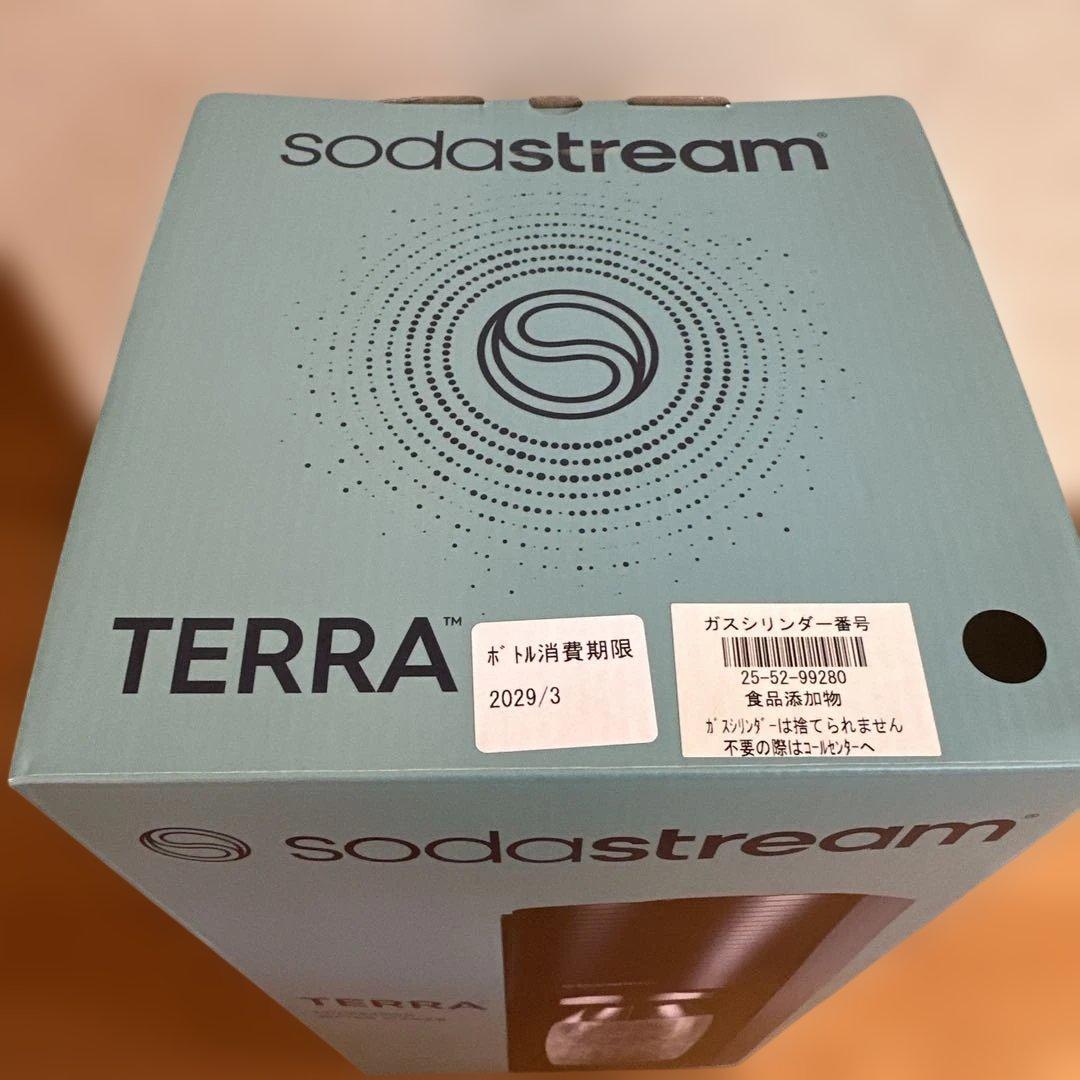 sodastream®
TERRA™
ﾎﾞﾄﾙ消費期限
2029/3
ガスシリンダー番号
25-52-99280
食品添加物
ｶﾞｽｼﾘﾝﾀﾞｰは捨てられません
不要の際はｺｰﾙｾﾝﾀｰへ
sodastream®
TERRA